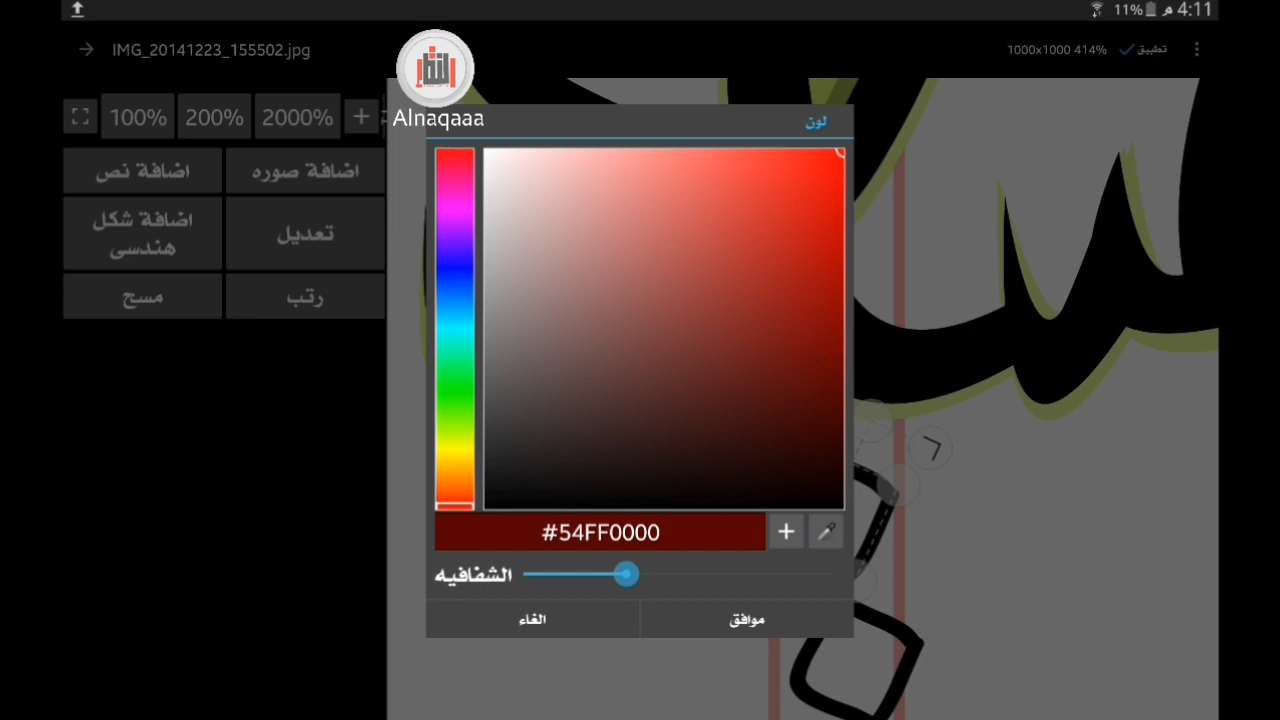 11% م 4:11
IMG_20141223_155502.jpg
1000x1000 414% تطبيق
Alnaqaaa
100% 200% 2000% +
لون
اضافة نص
اضافة صوره
اضافة شكل
هندسى
تعديل
مسح
رتب
#54FF0000 +
الشفافيه
الغاء
موافق